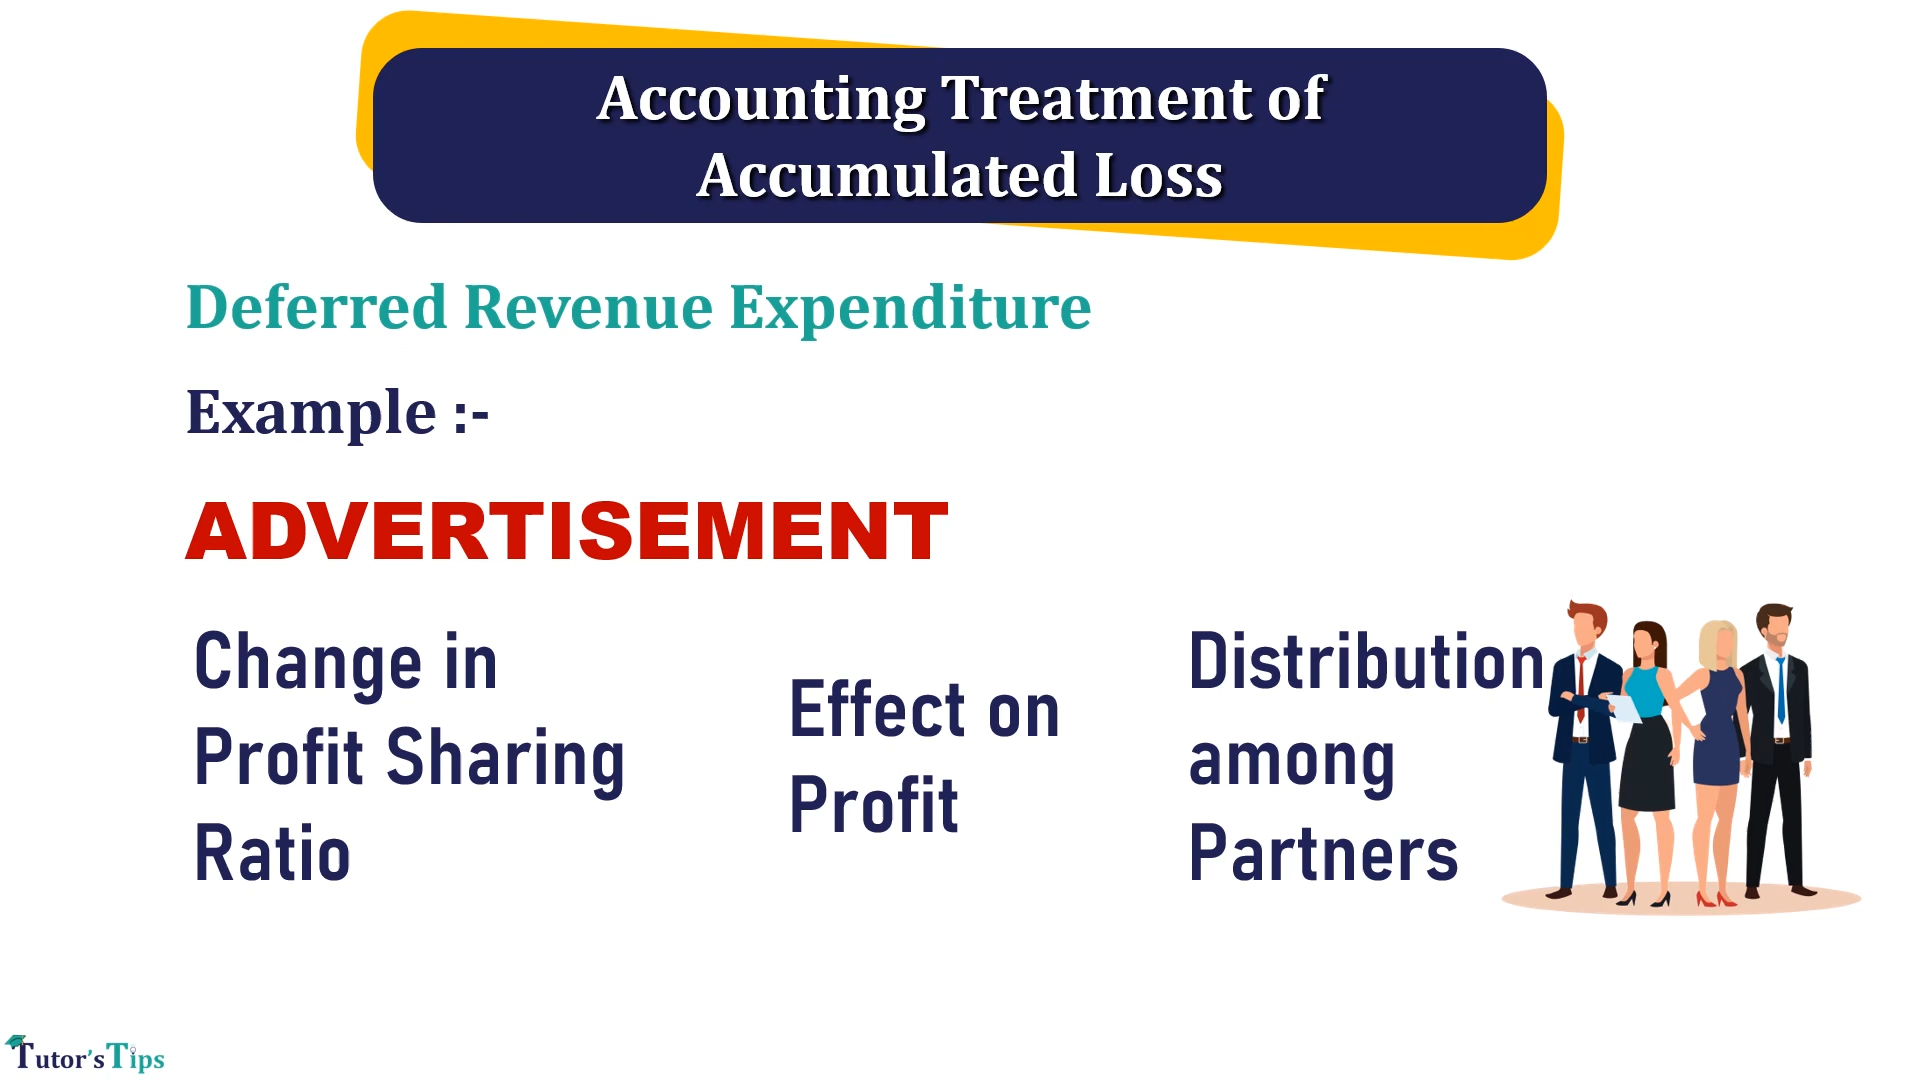 Accounting Treatment of
Accumulated Loss
Deferred Revenue Expenditure
Example :-
ADVERTISEMENT
Change in
Profit Sharing
Ratio
Effect on
Profit
Distribution
among
Partners
Tutor'sTips